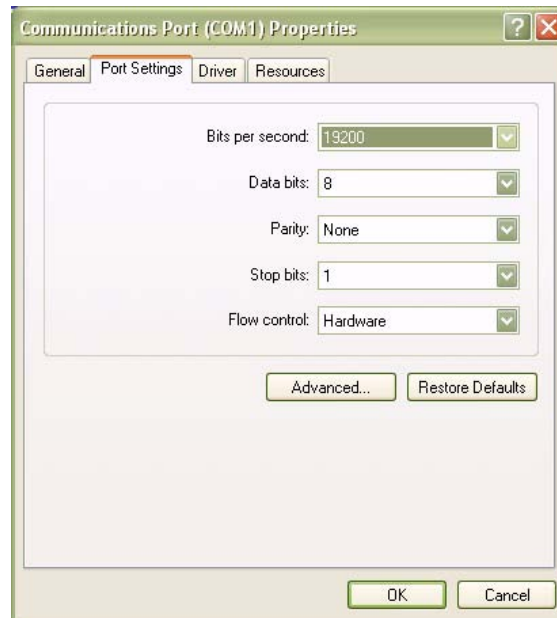 Communications Port (COM1) Properties
General Port Settings Driver Resources
Bits per second: 19200
Data bits: 8
Parity: None
Stop bits: 1
Flow control: Hardware
Advanced... Restore Defaults
OK Cancel